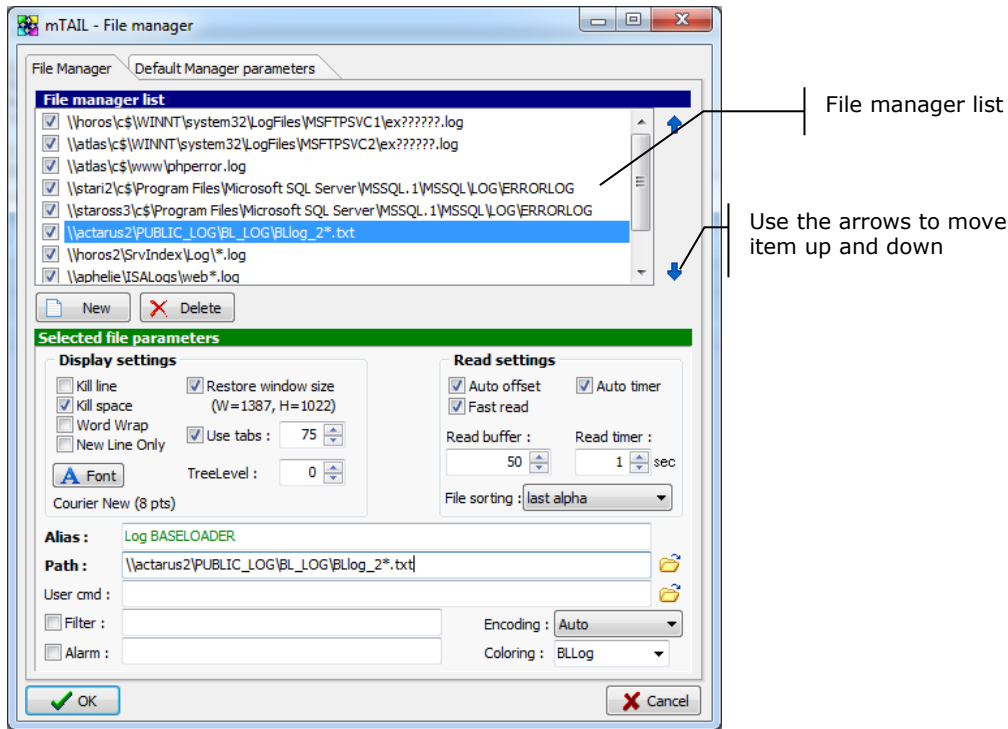 mTAIL - File manager
File Manager
Default Manager parameters
File manager list
\\horos\c$\WINNT\system32\LogFiles\MSFTPSVC1\ex??????.log
\\atlas\c$\WINNT\system32\LogFiles\MSFTPSVC2\ex??????.log
\\atlas\c$\www\phperror.log
\\stari2\c$\Program Files\Microsoft SQL Server\MSSQL.1\MSSQL\LOG\ERRORLOG
\\staross3\c$\Program Files\Microsoft SQL Server\MSSQL.1\MSSQL\LOG\ERRORLOG
\\actarus2\PUBLIC_LOG\BL_LOG\BLlog_2*.txt
\\horos2\SrvIndex\Log\*.log
\\aphelie\ISALogs\web*.log
File manager list
Use the arrows to move
item up and down
New
Delete
Selected file parameters
Display settings
Kill line
Kill space
Word Wrap
New Line Only
Restore window size
(W=1387, H=1022)
Use tabs : 75
TreeLevel : 0
A Font
Courier New (8 pts)
Read settings
Auto offset
Auto timer
Fast read
Read buffer :
Read timer :
50
1 sec
File sorting : last alpha
Alias : Log BASELOADER
Path : \\actarus2\PUBLIC_LOG\BL_LOG\BLlog_2*.txt
User cmd :
Filter :
Encoding : Auto
Alarm :
Coloring : BLLog
OK
Cancel